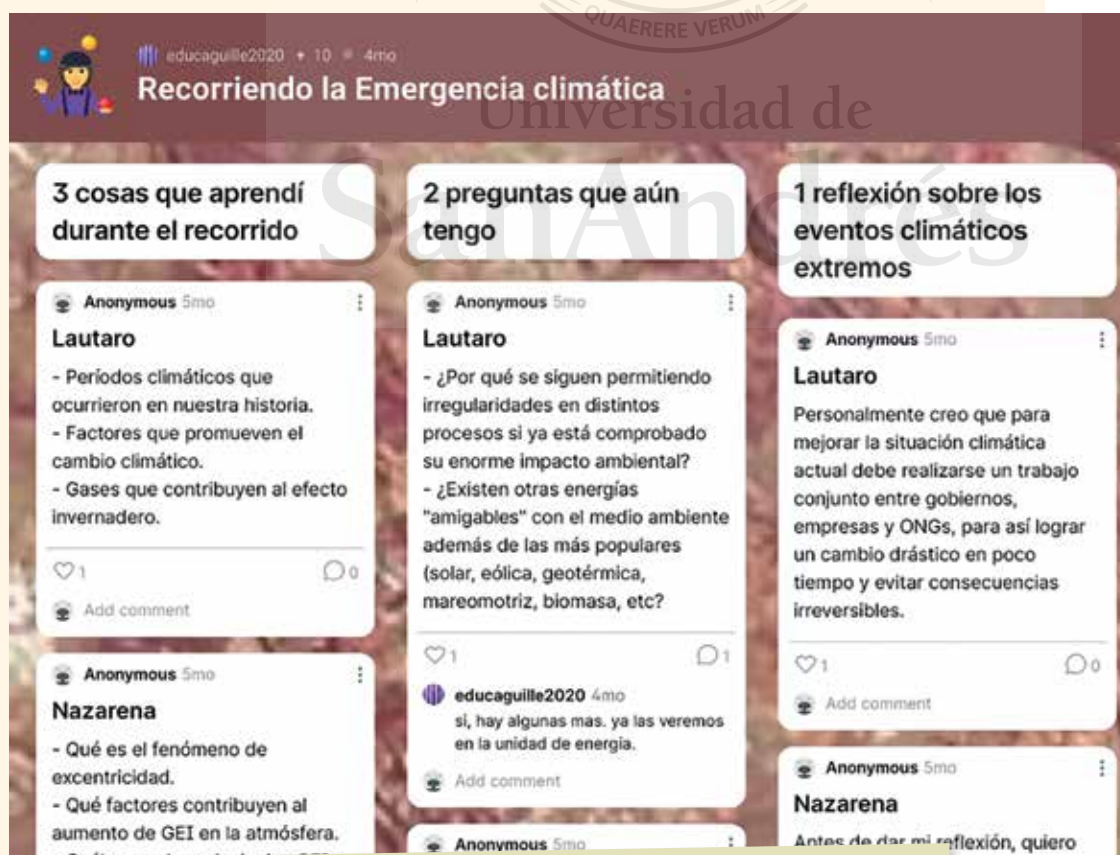 QUAERERE VERUM
educaguille2020 + 10 4mo
Recorriendo la Emergencia climática
Universidad de
SanAndrés
3 cosas que aprendí
durante el recorrido
Anonymous 5mo
Lautaro
- Períodos climáticos que
ocurrieron en nuestra historia.
- Factores que promueven el
cambio climático.
- Gases que contribuyen al efecto
invernadero.
1 0
Add comment
Anonymous 5mo
Nazarena
- Qué es el fenómeno de
excentricidad.
- Qué factores contribuyen al
aumento de GEI en la atmósfera.
2 preguntas que aún
tengo
Anonymous 5mo
Lautaro
- ¿Por qué se siguen permitiendo
irregularidades en distintos
procesos si ya está comprobado
su enorme impacto ambiental?
- ¿Existen otras energías
"amigables" con el medio ambiente
además de las más populares
(solar, eólica, geotérmica,
mareomotriz, biomasa, etc?
1 1
educaguille2020 4mo
si, hay algunas mas. ya las veremos
en la unidad de energia.
Add comment
Anonymous 5mo
1 reflexión sobre los
eventos climáticos
extremos
Anonymous 5mo
Lautaro
Personalmente creo que para
mejorar la situación climática
actual debe realizarse un trabajo
conjunto entre gobiernos,
empresas y ONGs, para así lograr
un cambio drástico en poco
tiempo y evitar consecuencias
irreversibles.
1 0
Add comment
Anonymous 5mo
Nazarena
Antes de dar mi reflexión, quiero